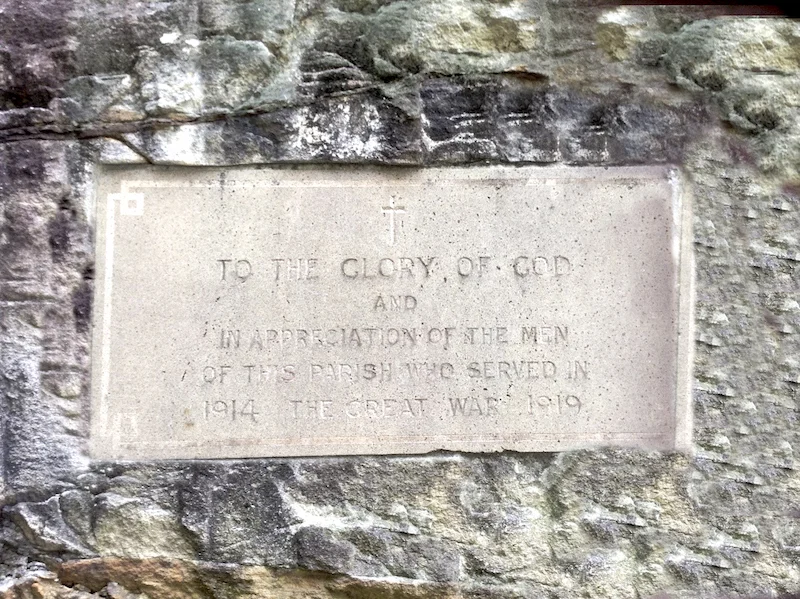 TO THE GLORY OF GOD
AND
IN APPRECIATION OF THE MEN
OF THIS PARISH WHO SERVED IN
1914 THE GREAT WAR 1919